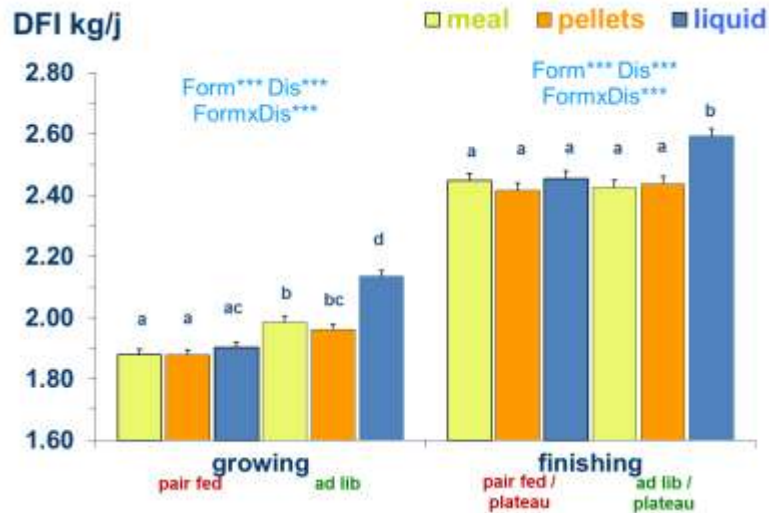 DFI kg/j
meal pellets liquid
2.80
2.60
2.40
2.20
2.00
1.80
1.60
Form*** Dis***
FormxDis***
Form*** Dis***
FormxDis***
a a ac b bc d
a a a a a b
growing finishing
pair fed ad lib
pair fed /
plateau
ad lib /
plateau